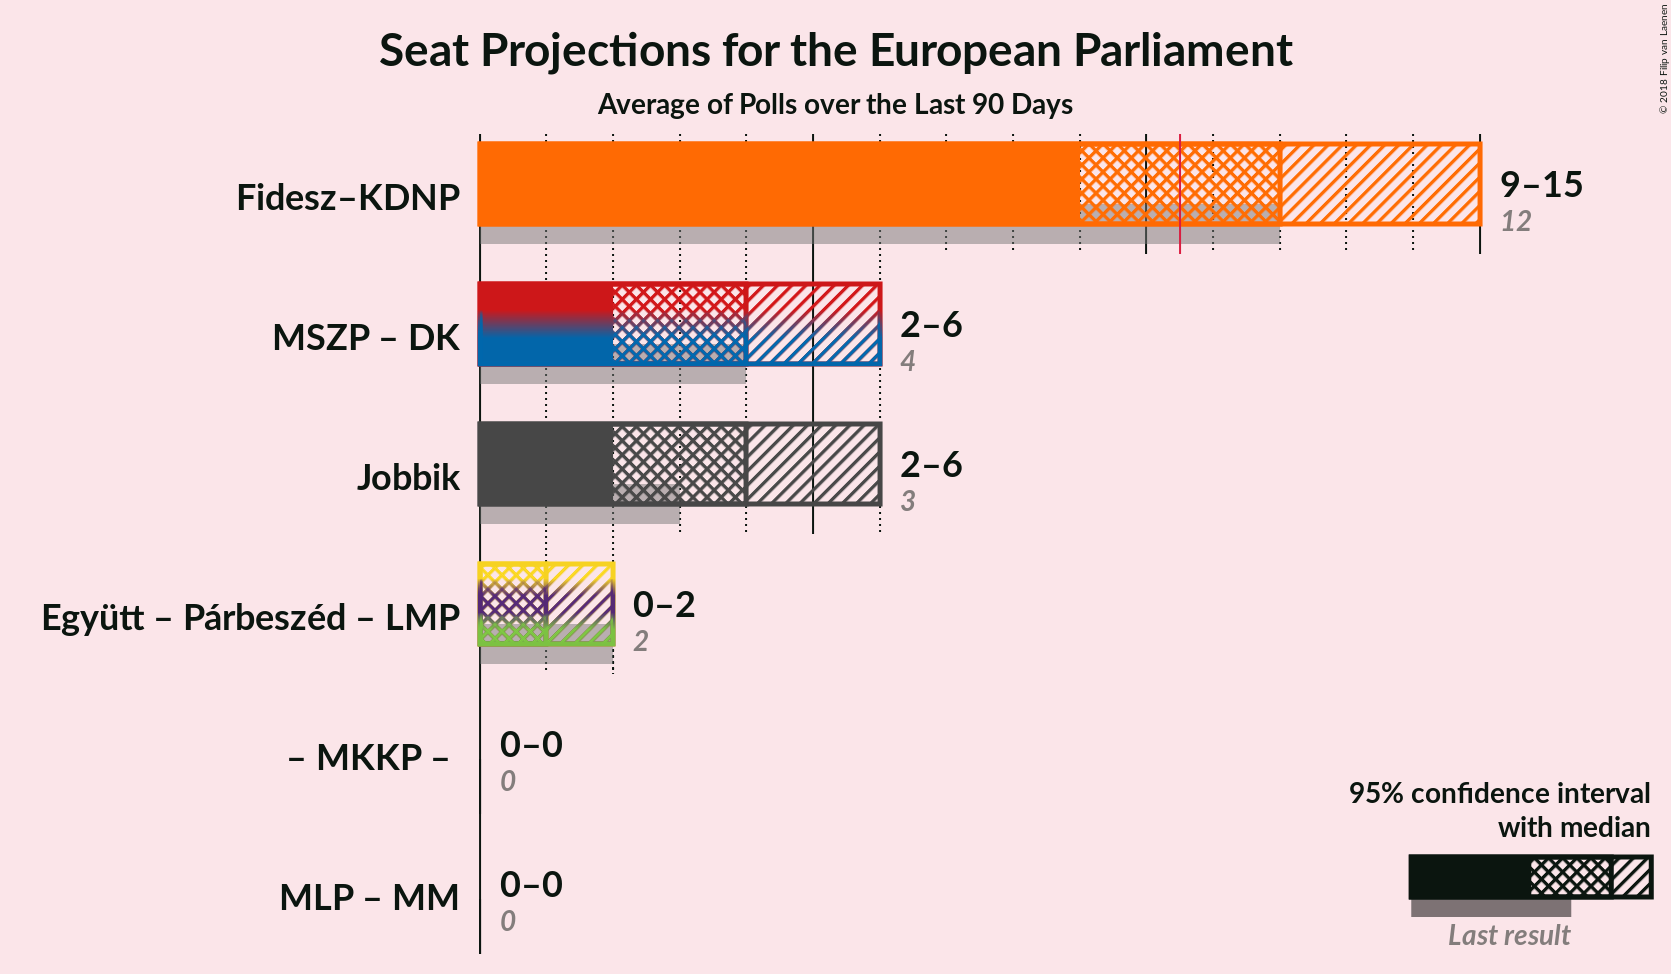 Seat Projections for the European Parliament
Average of Polls over the Last 90 Days
© 2018 Filip van Laenen
Fidesz–KDNP
9–15
12
MSZP – DK
2–6
4
Jobbik
2–6
3
Együtt – Párbeszéd – LMP
0–2
2
– MKKP –
0–0
0
MLP – MM
0–0
0
95% confidence interval
with median
Last result